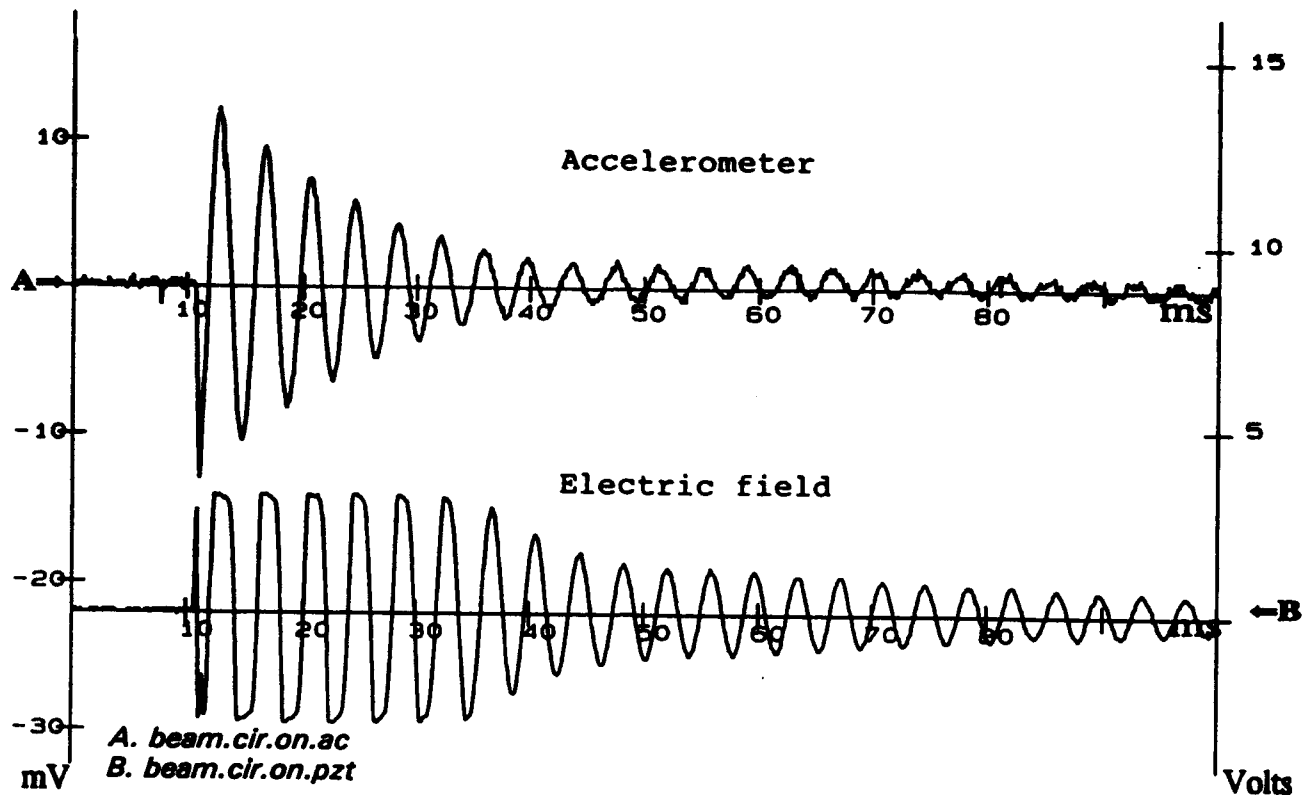 15
10
Accelerometer
A
10
10 20 30 40 50 60 70 80 ms
-10
5
Electric field
-20
B
10 20 30 40 50 60 70 80 ms
-30
A. beam.cir.on.ac
B. beam.cir.on.pzt
mV
Volts